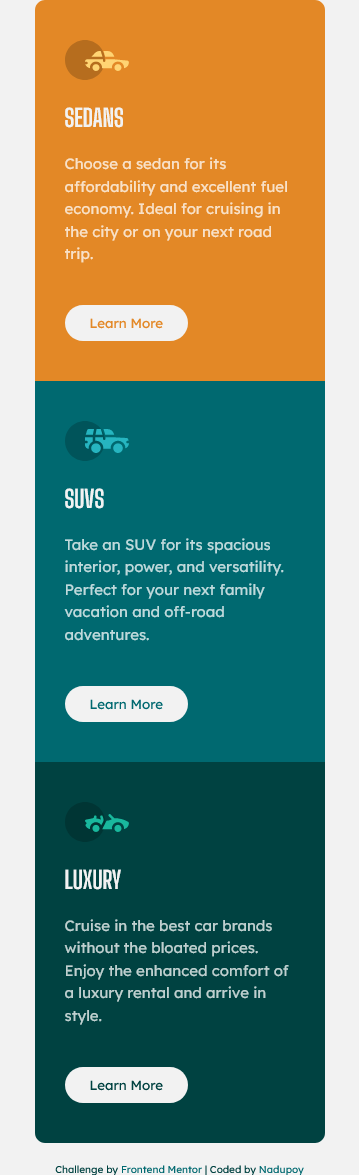 SEDANS
Choose a sedan for its
affordability and excellent fuel
economy. Ideal for cruising in
the city or on your next road
trip.
Learn More
SUVS
Take an SUV for its spacious
interior, power, and versatility.
Perfect for your next family
vacation and off-road
adventures.
Learn More
LUXURY
Cruise in the best car brands
without the bloated prices.
Enjoy the enhanced comfort of
a luxury rental and arrive in
style.
Learn More
Challenge by Frontend Mentor | Coded by Nadupoy